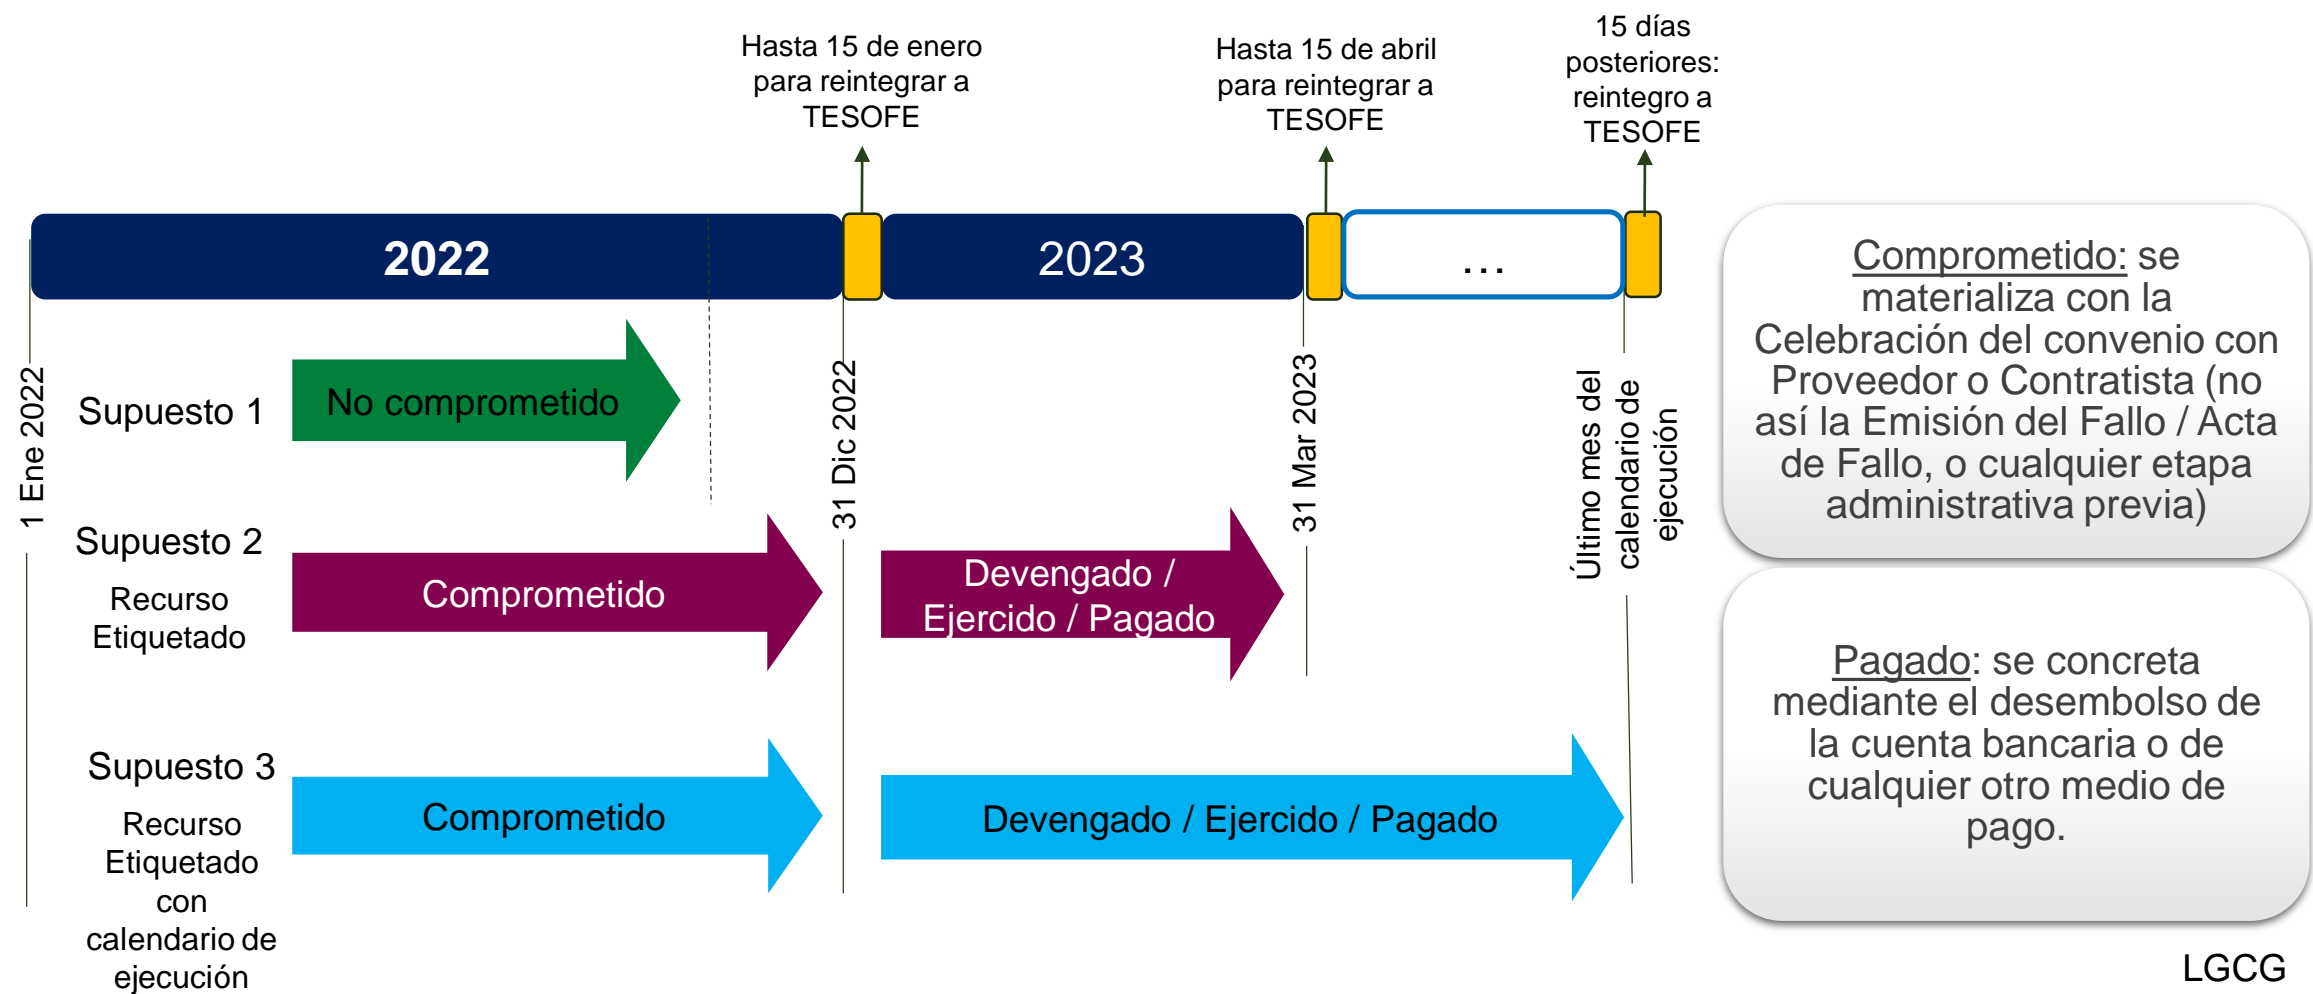 Hasta 15 de enero
para reintegrar a
TESOFE
Hasta 15 de abril
para reintegrar a
TESOFE
15 días
posteriores:
reintegro a
TESOFE
2022
2023
...
1 Ene 2022
31 Dic 2022
31 Mar 2023
Último mes del
calendario de
ejecución
Supuesto 1
No comprometido
Supuesto 2
Recurso
Etiquetado
Comprometido
Devengado /
Ejercido / Pagado
Supuesto 3
Recurso
Etiquetado
con
calendario de
ejecución
Comprometido
Devengado / Ejercido / Pagado
Comprometido: se
materializa con la
Celebración del convenio con
Proveedor o Contratista (no
así la Emisión del Fallo / Acta
de Fallo, o cualquier etapa
administrativa previa)
Pagado: se concreta
mediante el desembolso de
la cuenta bancaria o de
cualquier otro medio de
pago.
LGCG